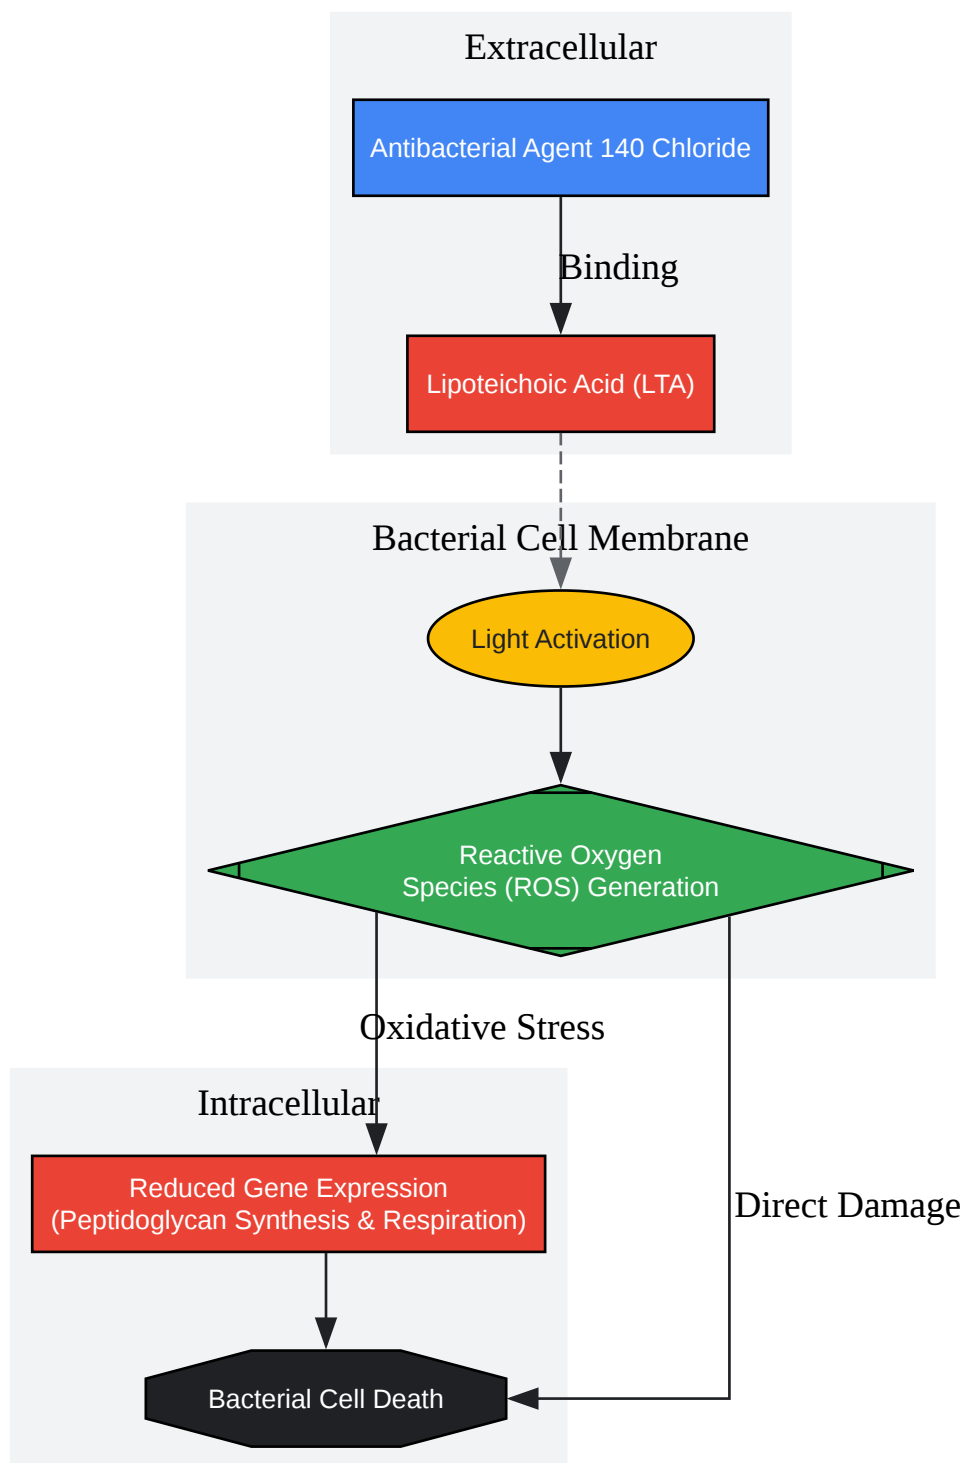 Extracellular
Antibacterial Agent 140 Chloride
Binding
Lipoteichoic Acid (LTA)
Bacterial Cell Membrane
Light Activation
Reactive Oxygen
Species (ROS) Generation
Oxidative Stress
Intracellular
Reduced Gene Expression
(Peptidoglycan Synthesis & Respiration)
Direct Damage
Bacterial Cell Death